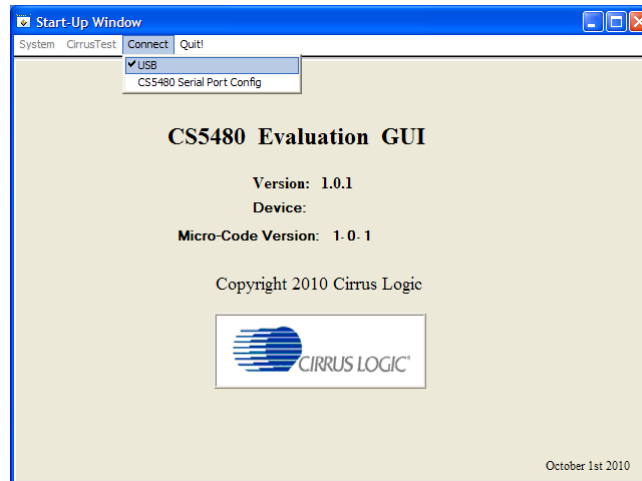 Start-Up Window
System CirrusTest Connect Quit!
USB
CS5480 Serial Port Config
CS5480 Evaluation GUI
Version: 1.0.1
Device:
Micro-Code Version: 1- 0- 1
Copyright 2010 Cirrus Logic
CIRRUS LOGIC®
October 1st 2010